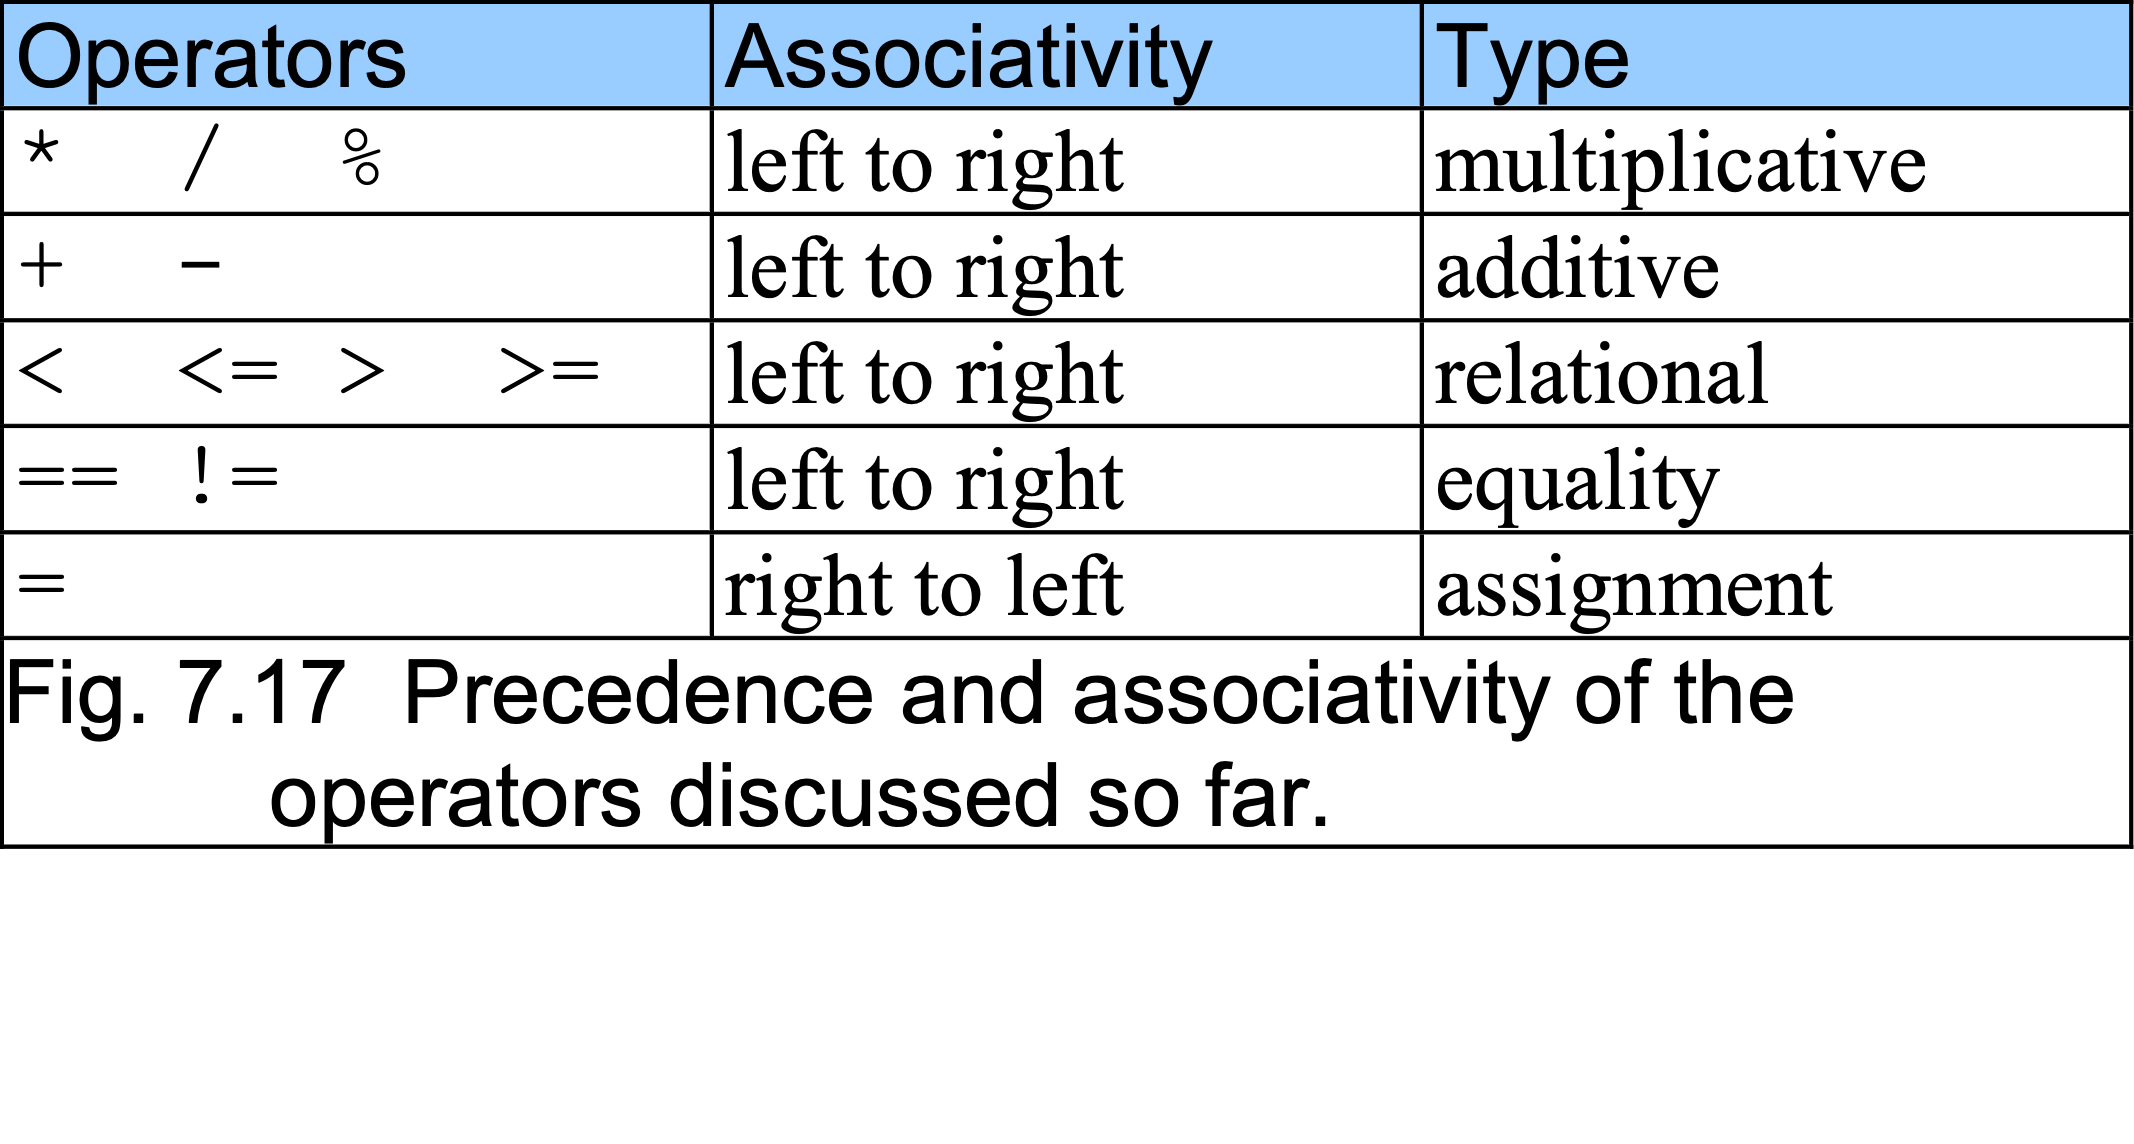 Operators Associativity Type
* / % left to right multiplicative
+ - left to right additive
< <= > >= left to right relational
== != left to right equality
= right to left assignment
Fig. 7.17 Precedence and associativity of the
operators discussed so far.